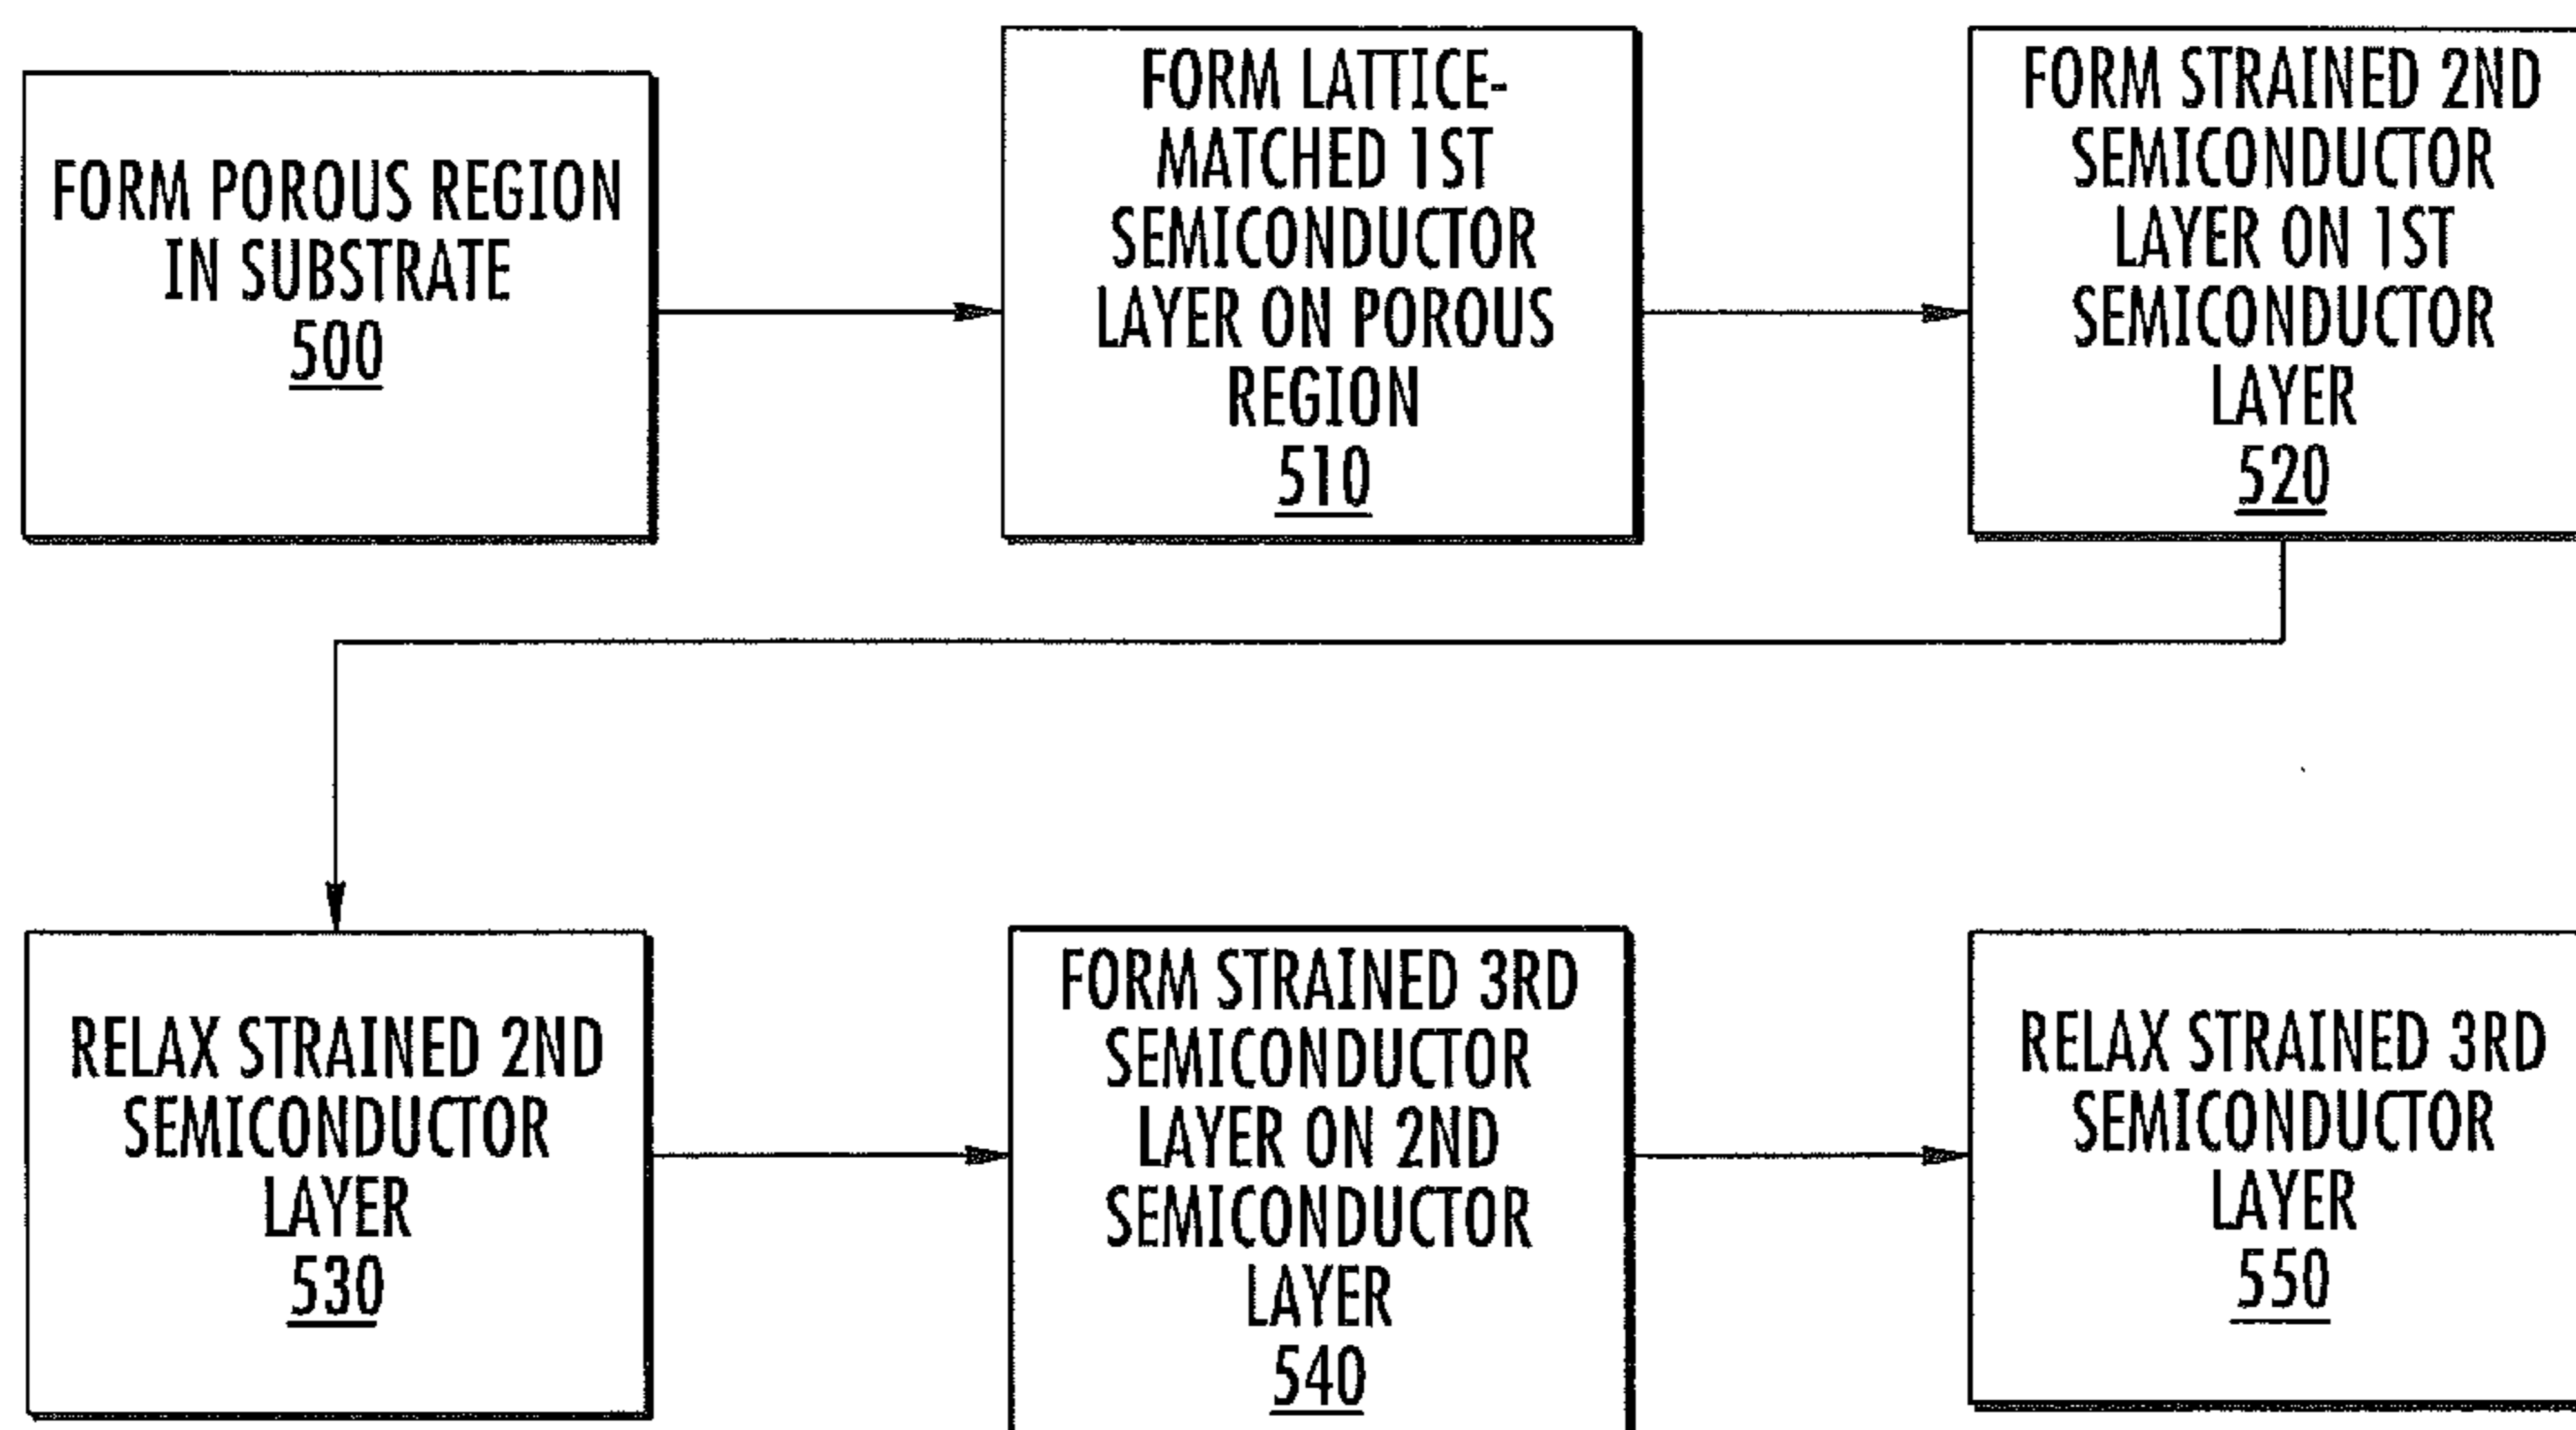 FORM POROUS REGION
IN SUBSTRATE
500
FORM LATTICE-
MATCHED 1ST
SEMICONDUCTOR
LAYER ON POROUS
REGION
510
FORM STRAINED 2ND
SEMICONDUCTOR
LAYER ON 1ST
SEMICONDUCTOR
LAYER
520
RELAX STRAINED 2ND
SEMICONDUCTOR
LAYER
530
FORM STRAINED 3RD
SEMICONDUCTOR
LAYER ON 2ND
SEMICONDUCTOR
LAYER
540
RELAX STRAINED 3RD
SEMICONDUCTOR
LAYER
550